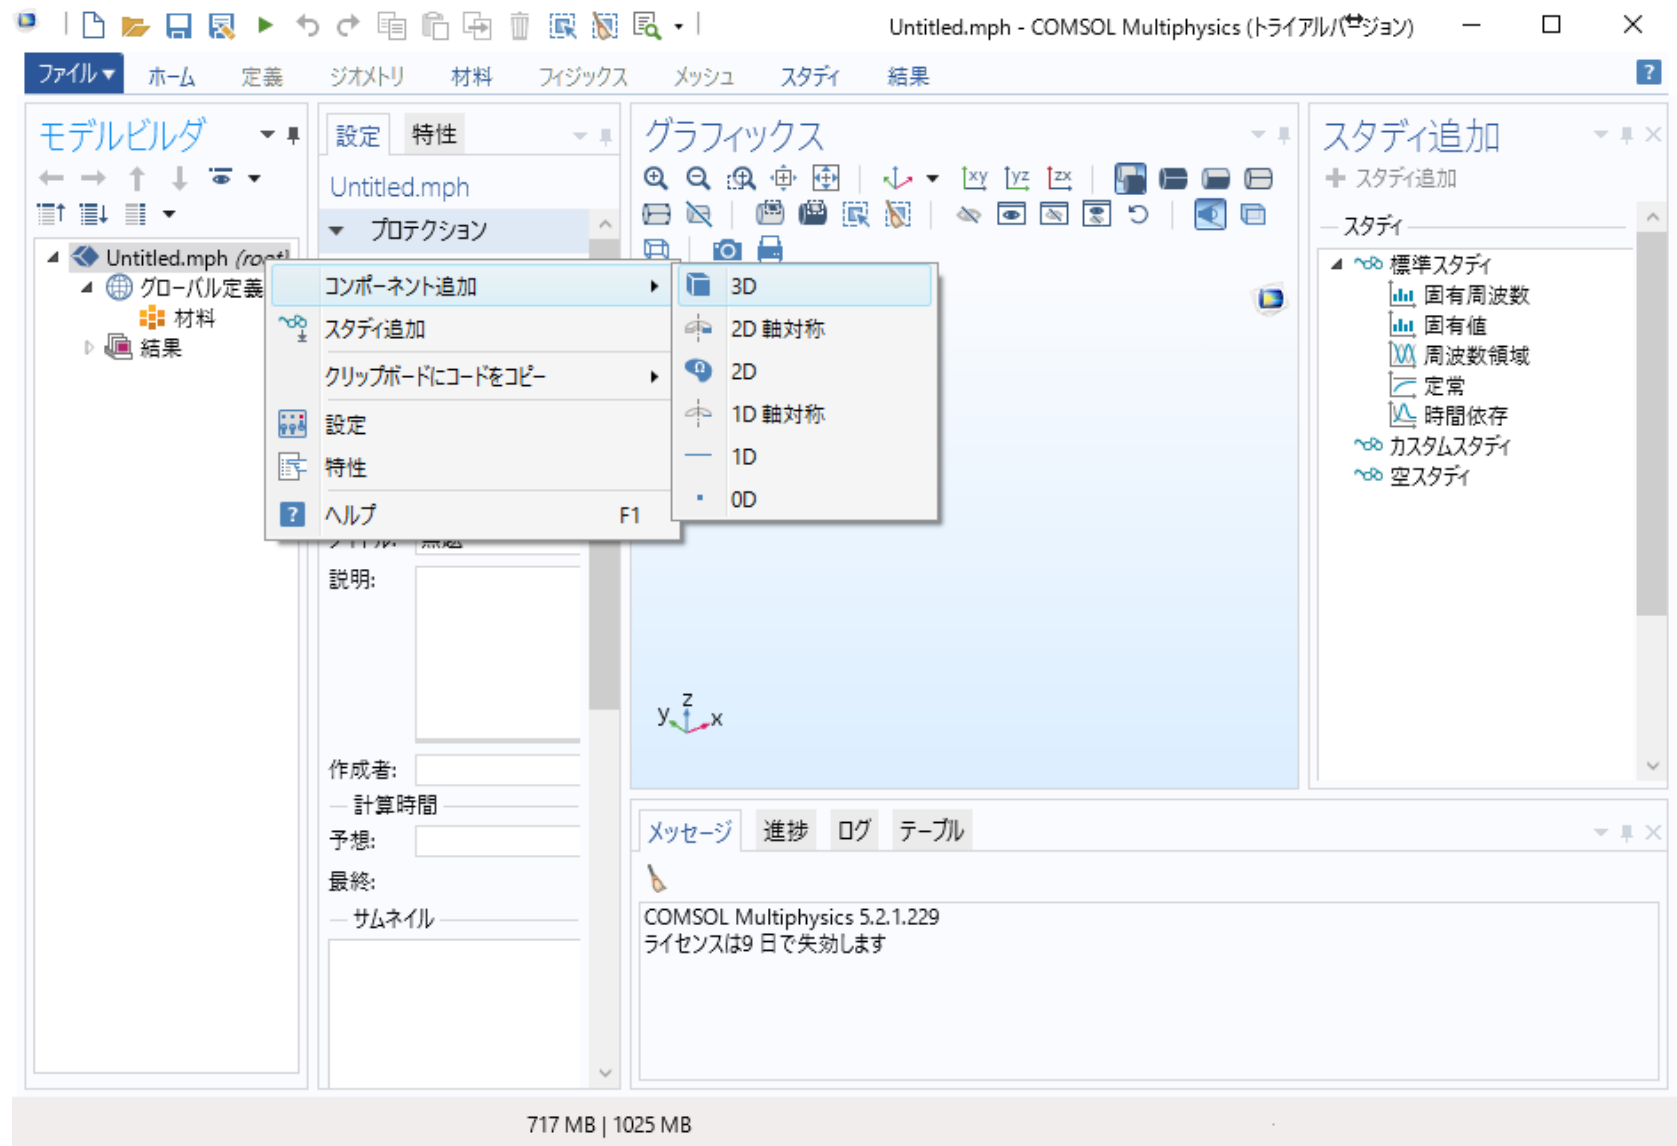 Untitled.mph - COMSOL Multiphysics (トライアルバージョン)
ファイル ホーム 定義 ジオメトリ 材料 フィジックス メッシュ スタディ 結果
モデルビルダ
Untitled.mph (root)
グローバル定義
材料
結果
設定 特性
Untitled.mph
プロテクション
コンポーネント追加
スタディ追加
クリップボードにコードをコピー
設定
特性
ヘルプ F1
3D
2D 軸対称
2D
1D 軸対称
1D
0D
説明:
作成者:
計算時間
予想:
最終:
サムネイル
グラフィックス
xy yz zx
z
y x
スタディ追加
スタディ追加
スタディ
標準スタディ
固有周波数
固有値
周波数領域
定常
時間依存
カスタムスタディ
空スタディ
メッセージ 進捗 ログ テーブル
COMSOL Multiphysics 5.2.1.229
ライセンスは9 日で失効します
717 MB | 1025 MB